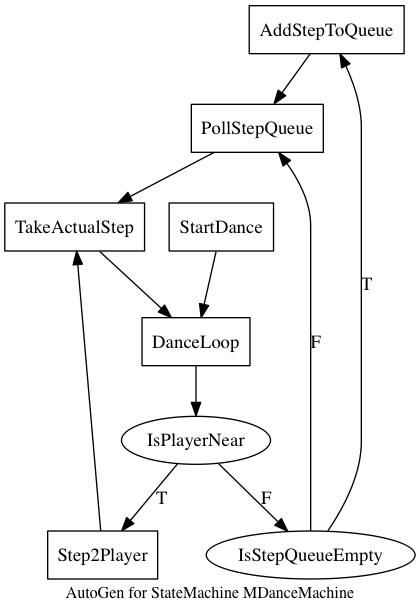 AddStepToQueue
PollStepQueue
TakeActualStep
StartDance
T
F
DanceLoop
IsPlayerNear
T
F
Step2Player
IsStepQueueEmpty
AutoGen for StateMachine MDanceMachine